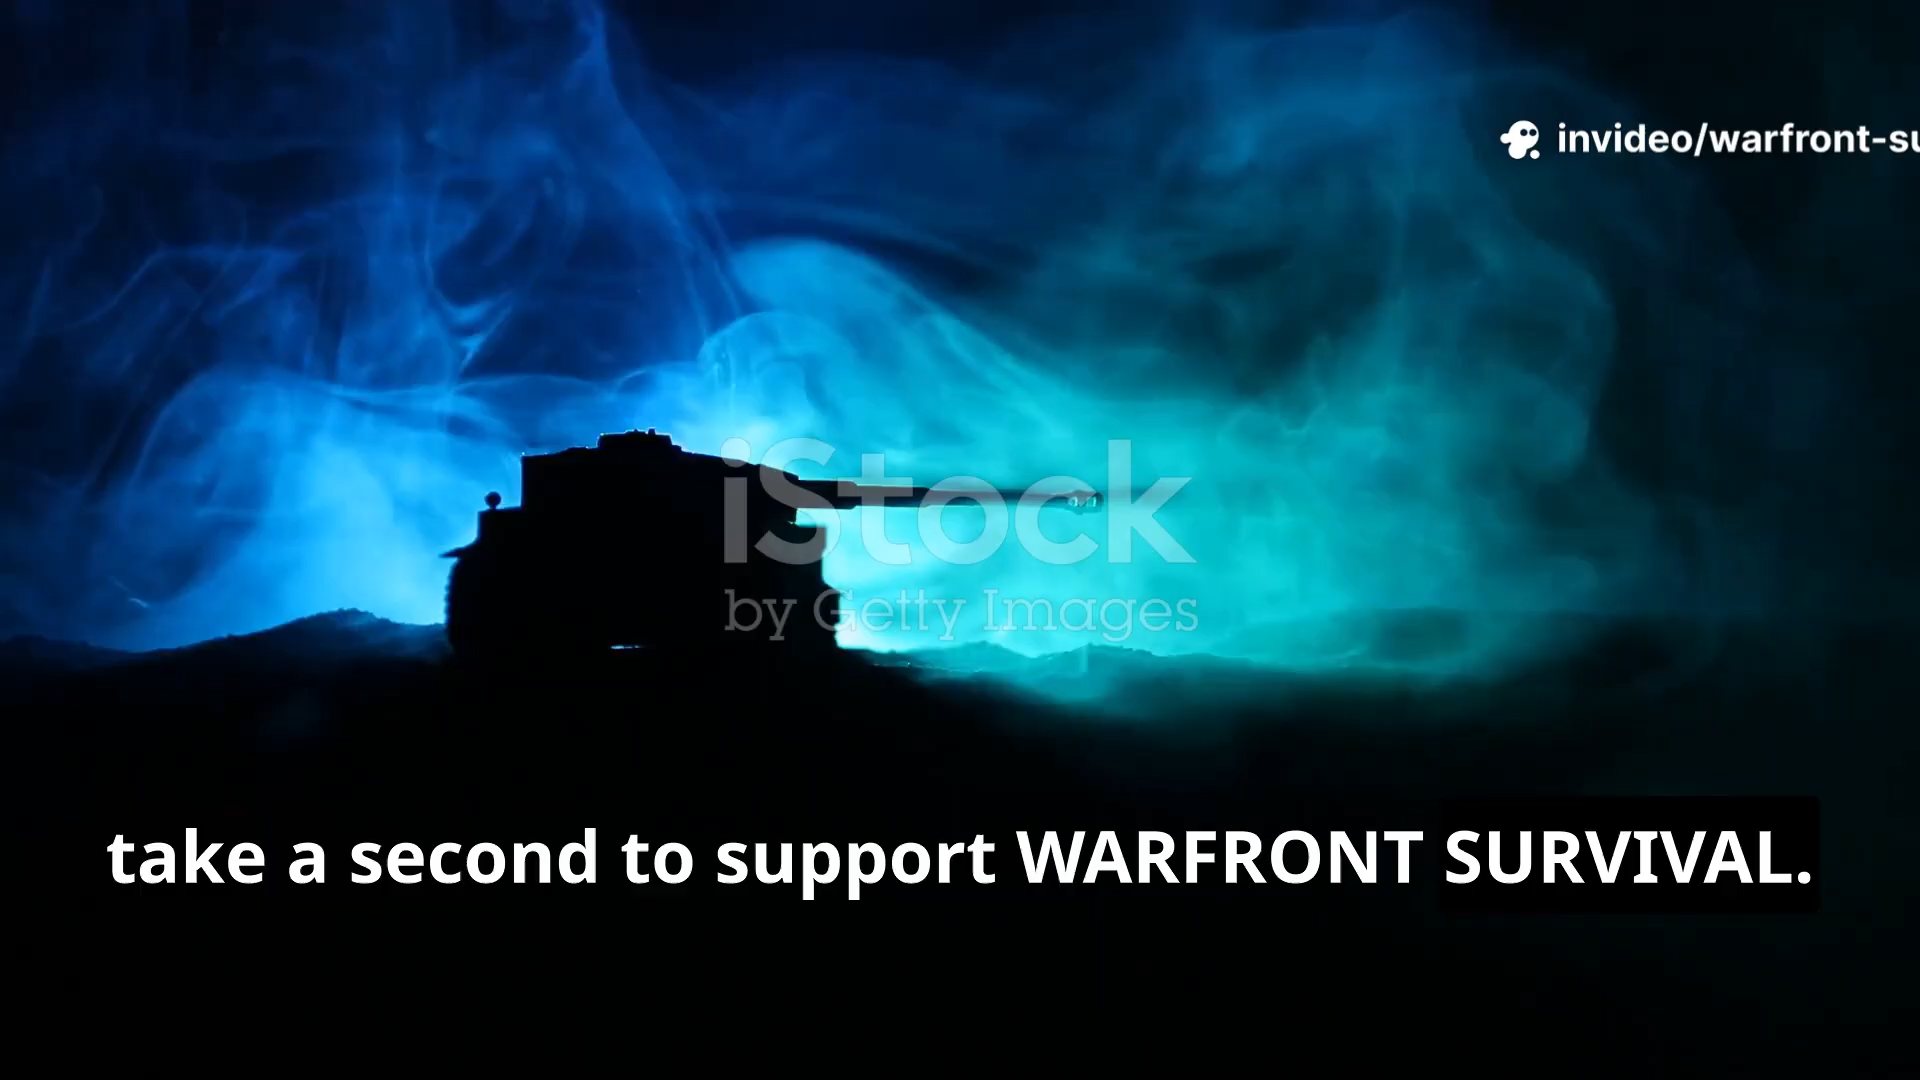 invideo/warfront-su
iStock
by Getty Images
take a second to support WARFRONT SURVIVAL.